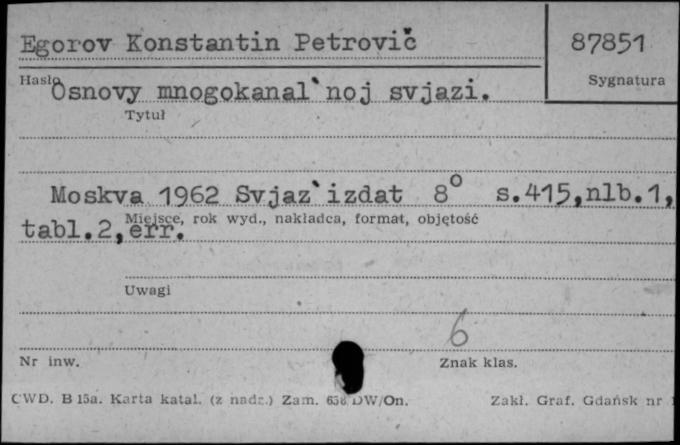 Egorov Konstantin Petrovič 87851
Hasło Sygnatura
Osnovy mnogokanal`noj svjazi.
Tytuł
Moskva 1962 Svjaz`izdat 8° s.415,nlb.1,
Miejsce, rok wyd., nakładca, format, objętość
tabl.2,err.
Uwagi
6
Nr inw. Znak klas.
CWD. B 15a. Karta katal. (z nadr.) Zam. 658 DW/On. Zakł. Graf. Gdańsk nr 1